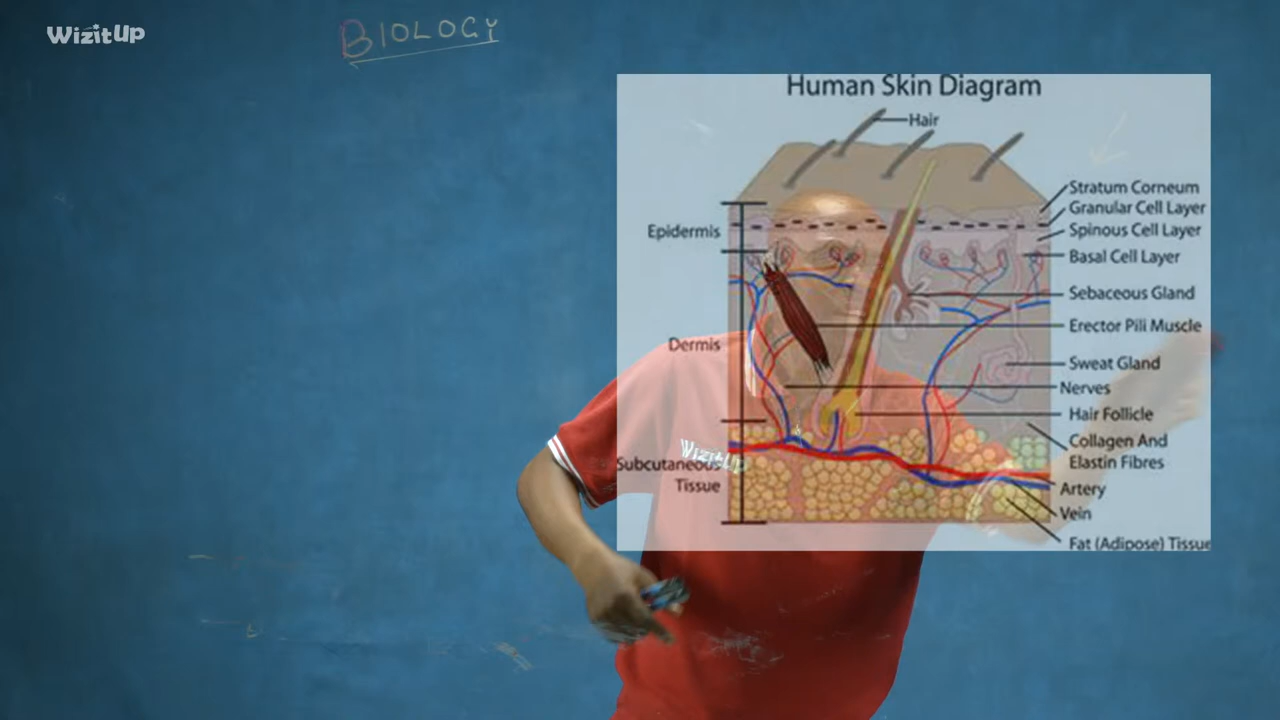 WizitUp
BIOLOGY
Human Skin Diagram
Hair
Stratum Corneum
Granular Cell Layer
Spinous Cell Layer
Basal Cell Layer
Sebaceous Gland
Erector Pili Muscle
Sweat Gland
Nerves
Hair Follicle
Collagen And
Elastin Fibres
Artery
Vein
Fat (Adipose) Tissue
Epidermis
Dermis
Subcutaneous
Tissue
WizitUp